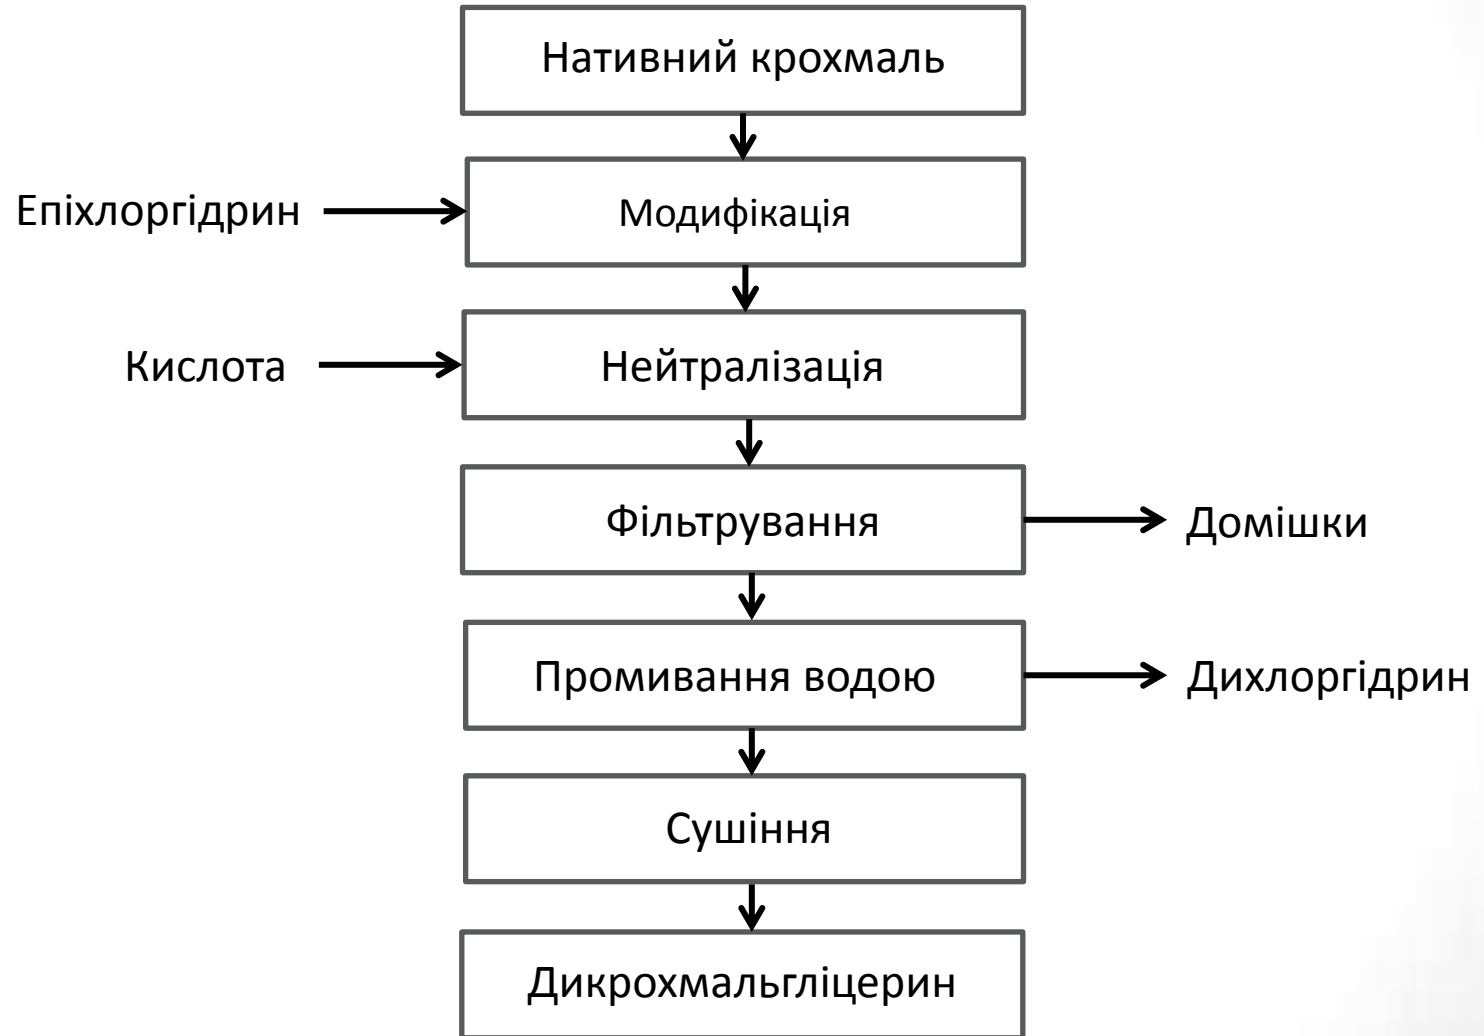 Нативний крохмаль
Епіхлоргідрин
Модифікація
Кислота
Нейтралізація
Фільтрування
Домішки
Промивання водою
Дихлоргідрин
Сушіння
Дикрохмальгліцерин